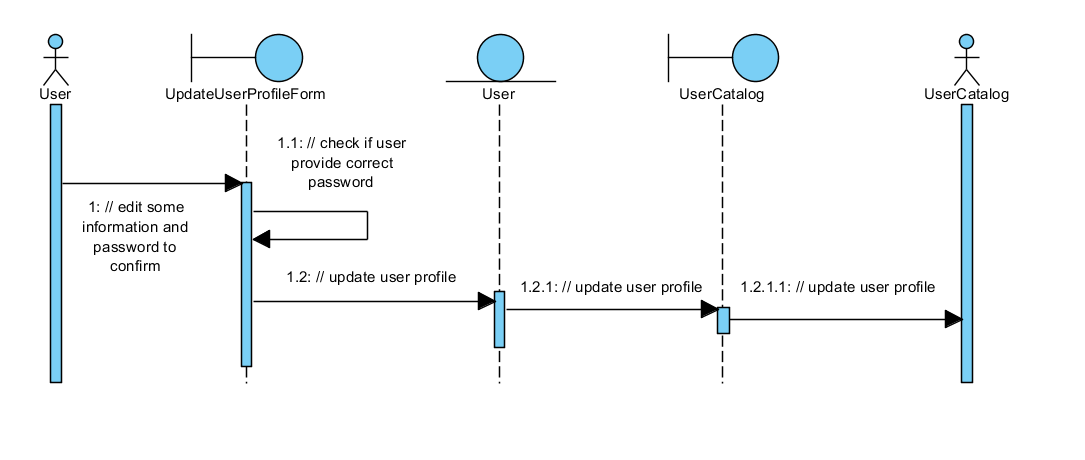 User
UpdateUserProfileForm
User
UserCatalog
UserCatalog
1.1: // check if user
provide correct
password
1: // edit some
information and
password to
confirm
1.2: // update user profile
1.2.1: // update user profile
1.2.1.1: // update user profile